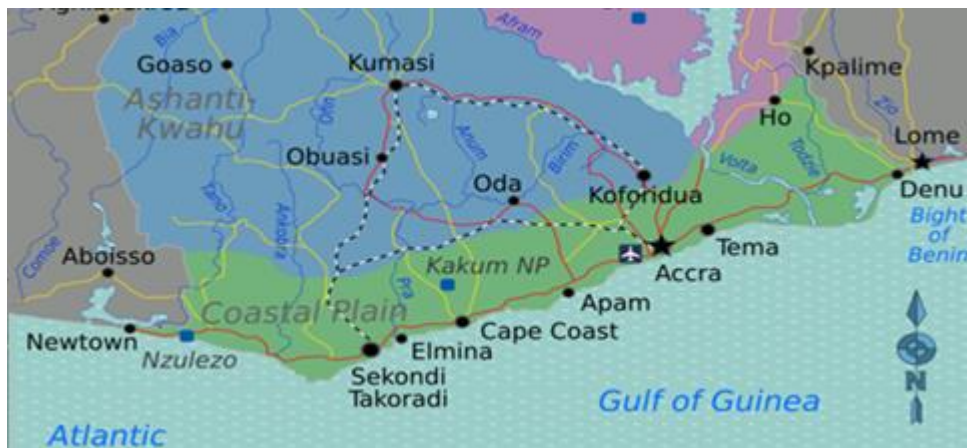 Afram
Bia
Goaso
Kumasi
Kpalime
Ashanti-
Kwahu
Ofin
Anum
Birim
Zio
Ho
Obuasi
Lome
Volta
Todzie
Oda
Koforidua
Denu
Tano
Ankobra
Comoe
Bight
of
Benin
Aboisso
Kakum NP
Tema
Accra
Pra
Coastal Plain
Apam
Cape Coast
Newtown
Nzulezo
Elmina
Sekondi
Takoradi
N
Gulf of Guinea
Atlantic